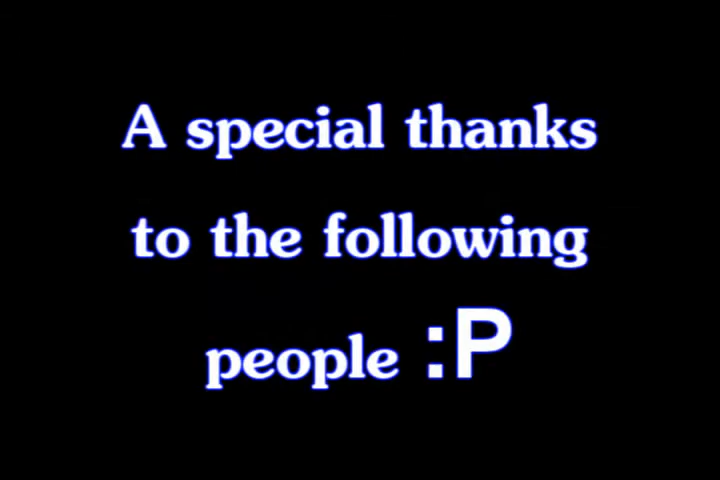 A special thanks
to the following
people :P